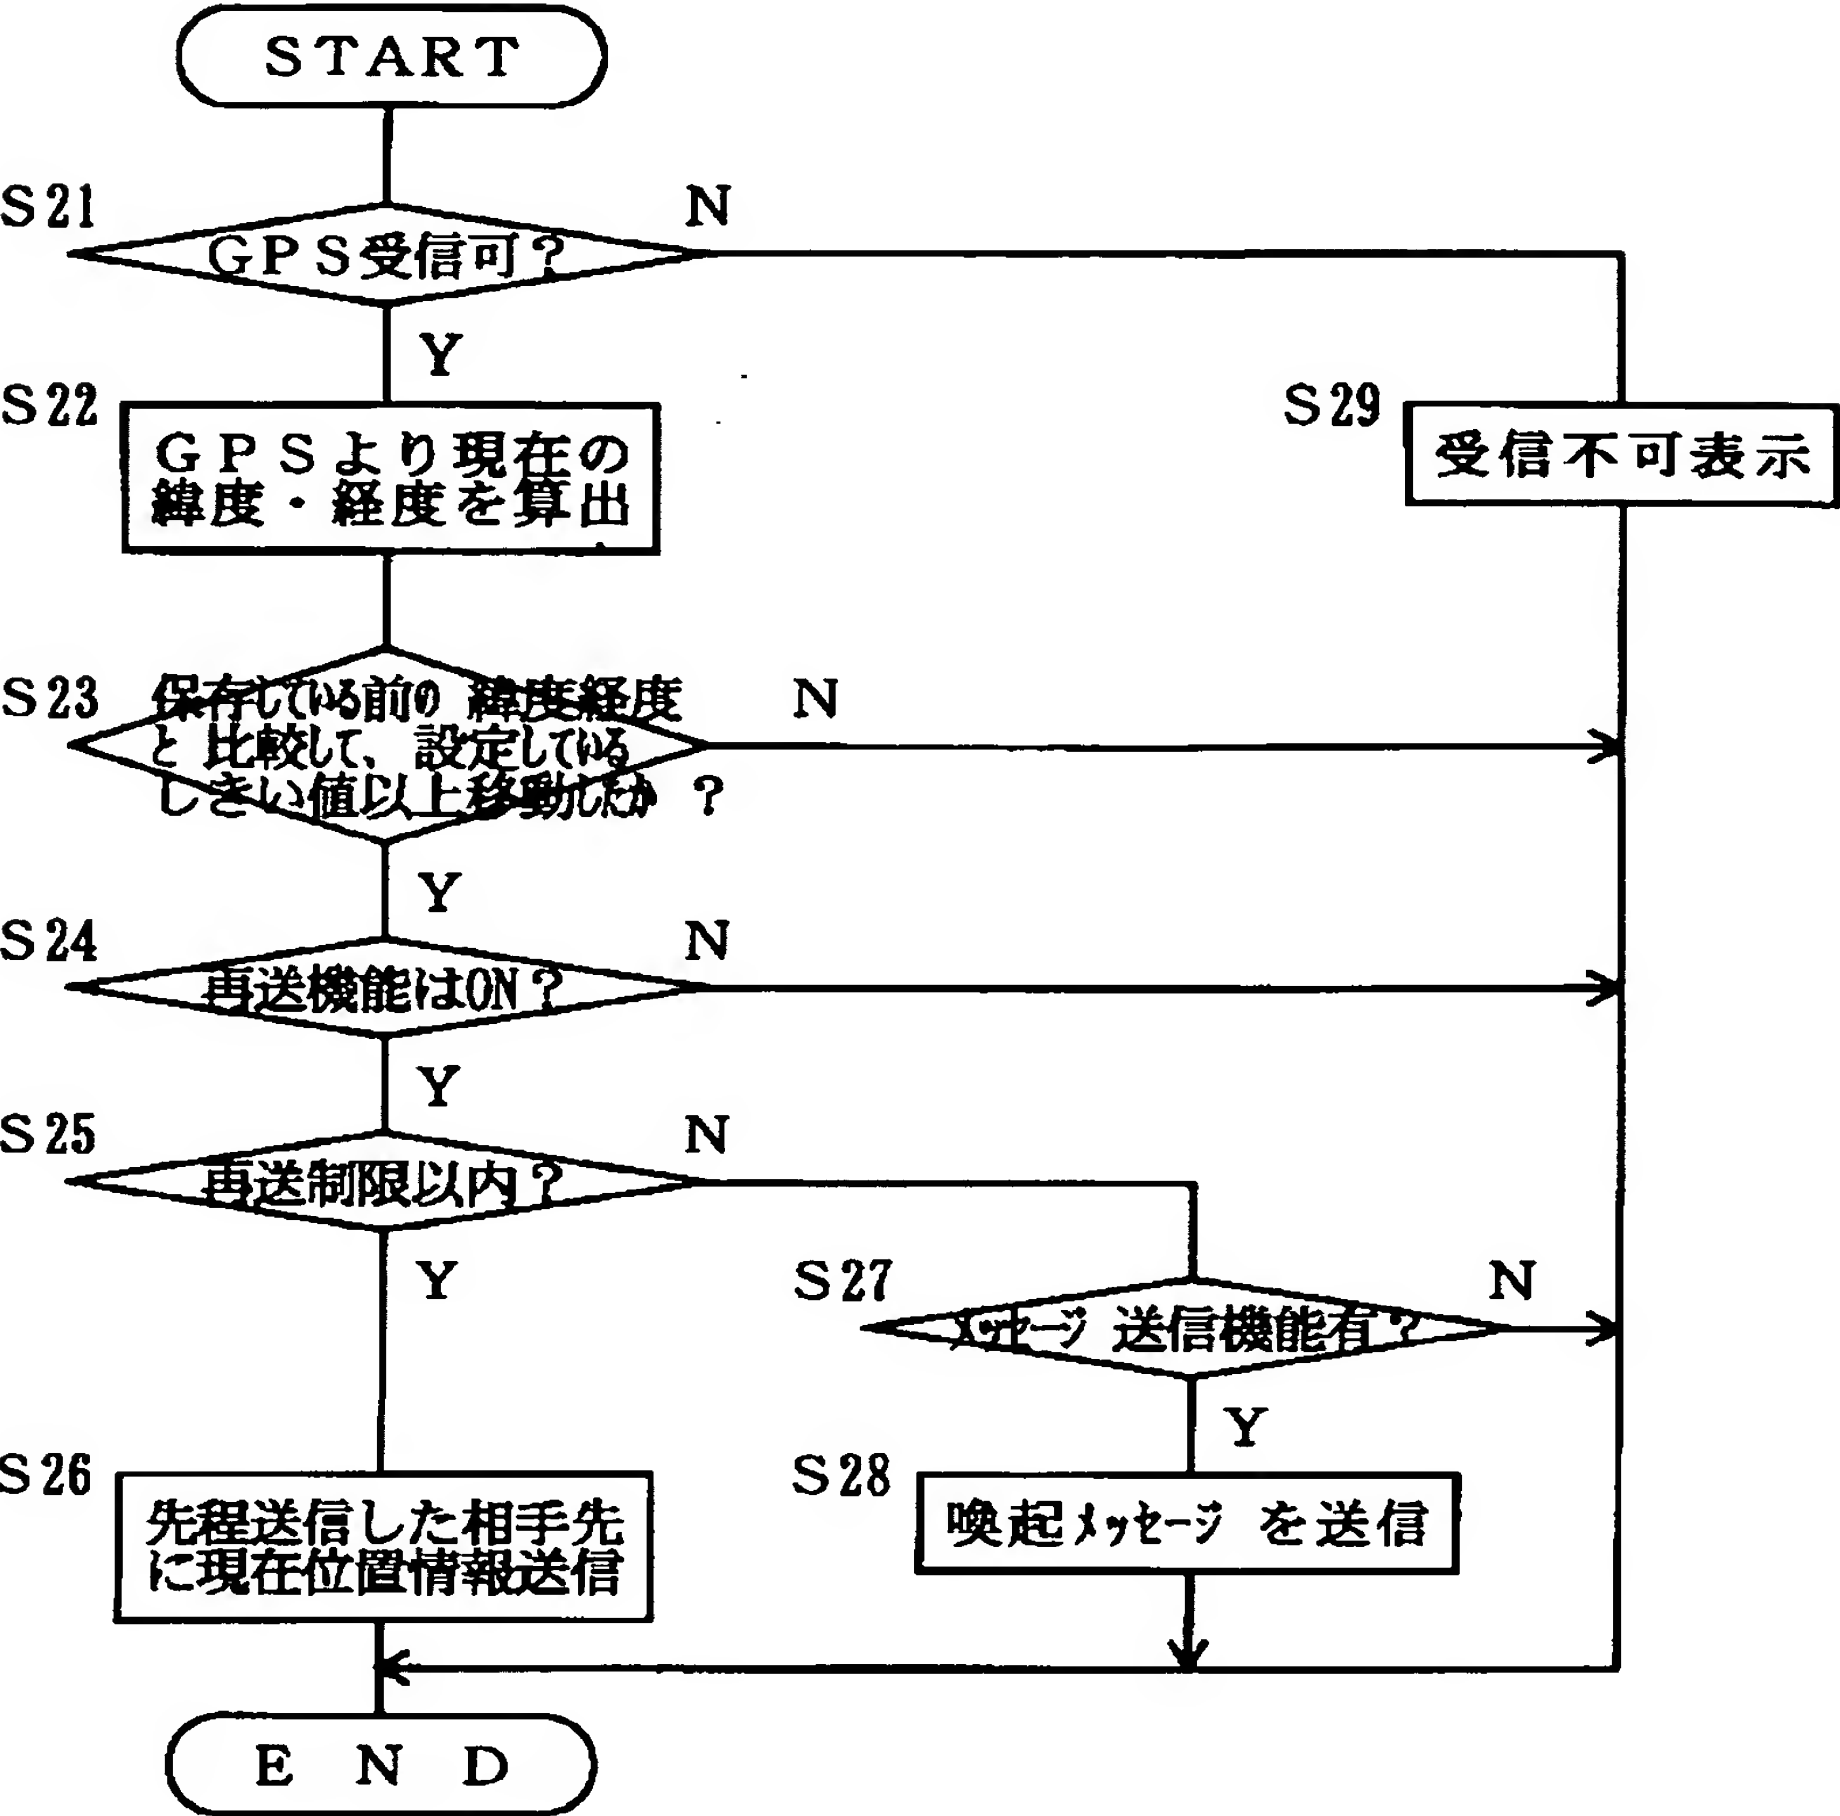 START
S21
GPS受信可?
N
Y
S22
GPSより現在の
緯度・経度を算出
S29
受信不可表示
S23
保存している前の緯度経度
と比較して、設定している
しきい値以上移動したか?
N
Y
S24
再送機能はON?
N
Y
S25
再送制限以内?
N
Y
S27
メッセージ送信機能有?
N
Y
S26
先程送信した相手先
に現在位置情報送信
S28
喚起メッセージを送信
END